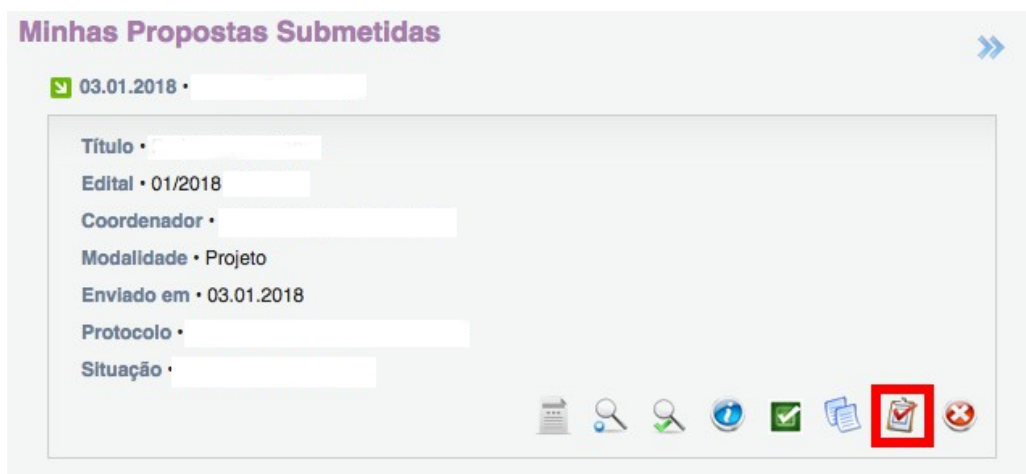 Minhas Propostas Submetidas
03.01.2018 •
Título •
Edital • 01/2018
Coordenador •
Modalidade • Projeto
Enviado em • 03.01.2018
Protocolo •
Situação •